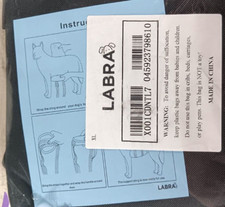 Instruc
LABRA
X001CDNTL7 045923798610
XL
WARNING: To avoid danger of suffocation,
keep plastic bags away from babies and children.
Do not use this bag in cribs, beds, carriages,
or play pens. This bag is NOT a toy!
MADE IN CHINA
LABRA